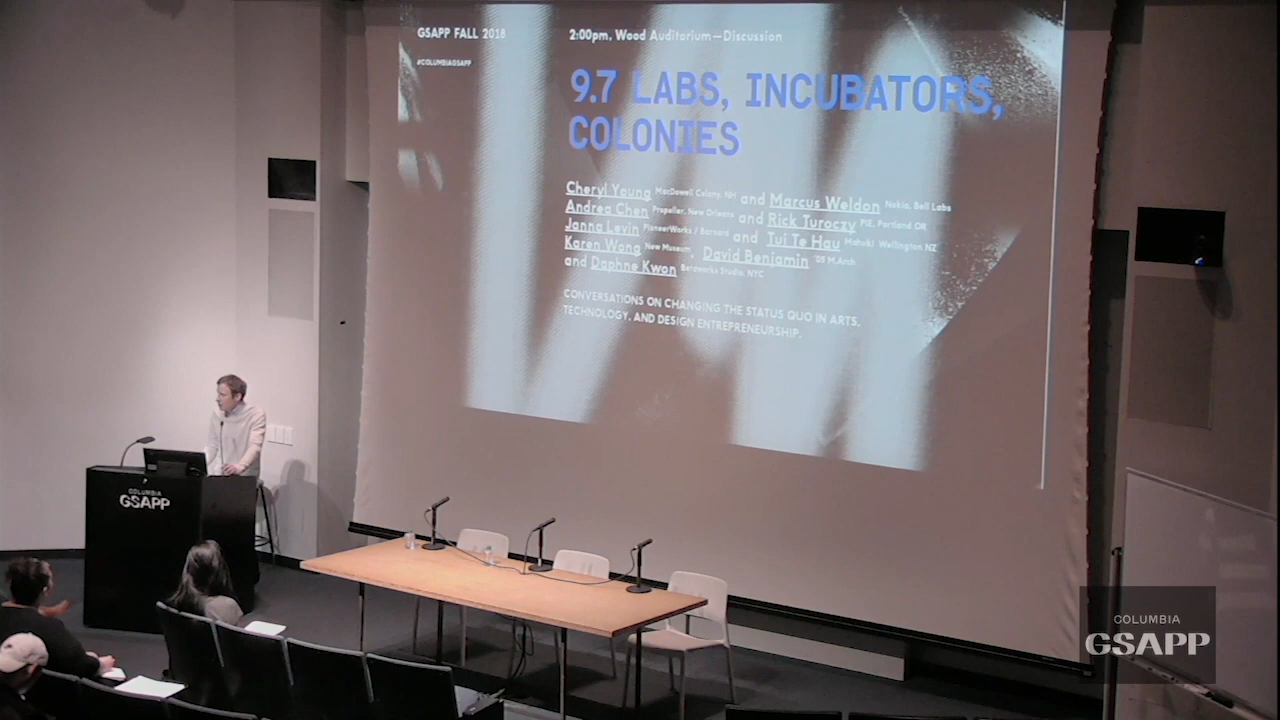 GSAPP FALL 2018
#COLUMBIAGSAPP
2:00pm, Wood Auditorium—Discussion
9.7 LABS, INCUBATORS,
COLONIES
Cheryl Young MacDowell Colony, NH and Marcus Weldon Nokia, Bell Labs
Andrea Chen Propeller, New Orleans and Rick Turoczy PIE, Portland OR
Janna Levin PioneerWorks / Barnard and Tui Te Hau Mahuki Wellington NZ
Karen Wong New Museum, David Benjamin '05 M.Arch
and Daphne Kwon Betaworks Studio, NYC
CONVERSATIONS ON CHANGING THE STATUS QUO IN ARTS,
TECHNOLOGY, AND DESIGN ENTREPRENEURSHIP.
COLUMBIA
GSAPP
COLUMBIA
GSAPP